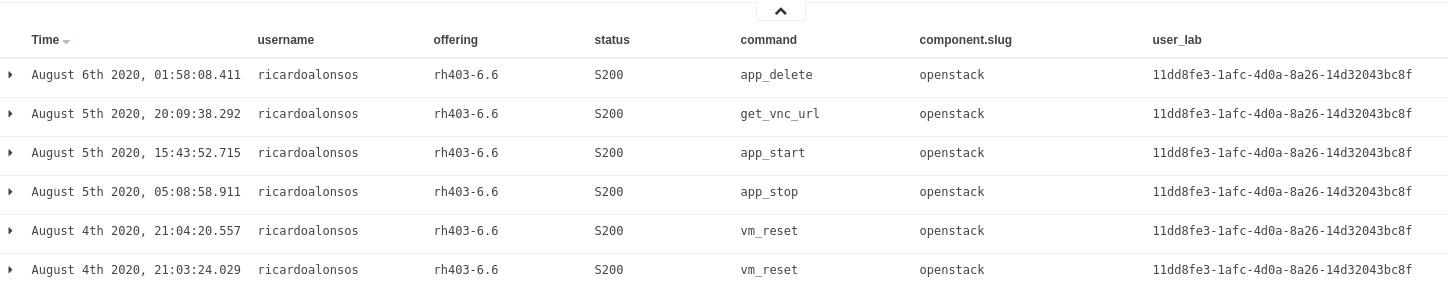 Time username offering status command component.slug user_lab
August 6th 2020, 01:58:08.411 ricardoalonsos rh403-6.6 S200 app_delete openstack 11dd8fe3-1afc-4d0a-8a26-14d32043bc8f
August 5th 2020, 20:09:38.292 ricardoalonsos rh403-6.6 S200 get_vnc_url openstack 11dd8fe3-1afc-4d0a-8a26-14d32043bc8f
August 5th 2020, 15:43:52.715 ricardoalonsos rh403-6.6 S200 app_start openstack 11dd8fe3-1afc-4d0a-8a26-14d32043bc8f
August 5th 2020, 05:08:58.911 ricardoalonsos rh403-6.6 S200 app_stop openstack 11dd8fe3-1afc-4d0a-8a26-14d32043bc8f
August 4th 2020, 21:04:20.557 ricardoalonsos rh403-6.6 S200 vm_reset openstack 11dd8fe3-1afc-4d0a-8a26-14d32043bc8f
August 4th 2020, 21:03:24.029 ricardoalonsos rh403-6.6 S200 vm_reset openstack 11dd8fe3-1afc-4d0a-8a26-14d32043bc8f